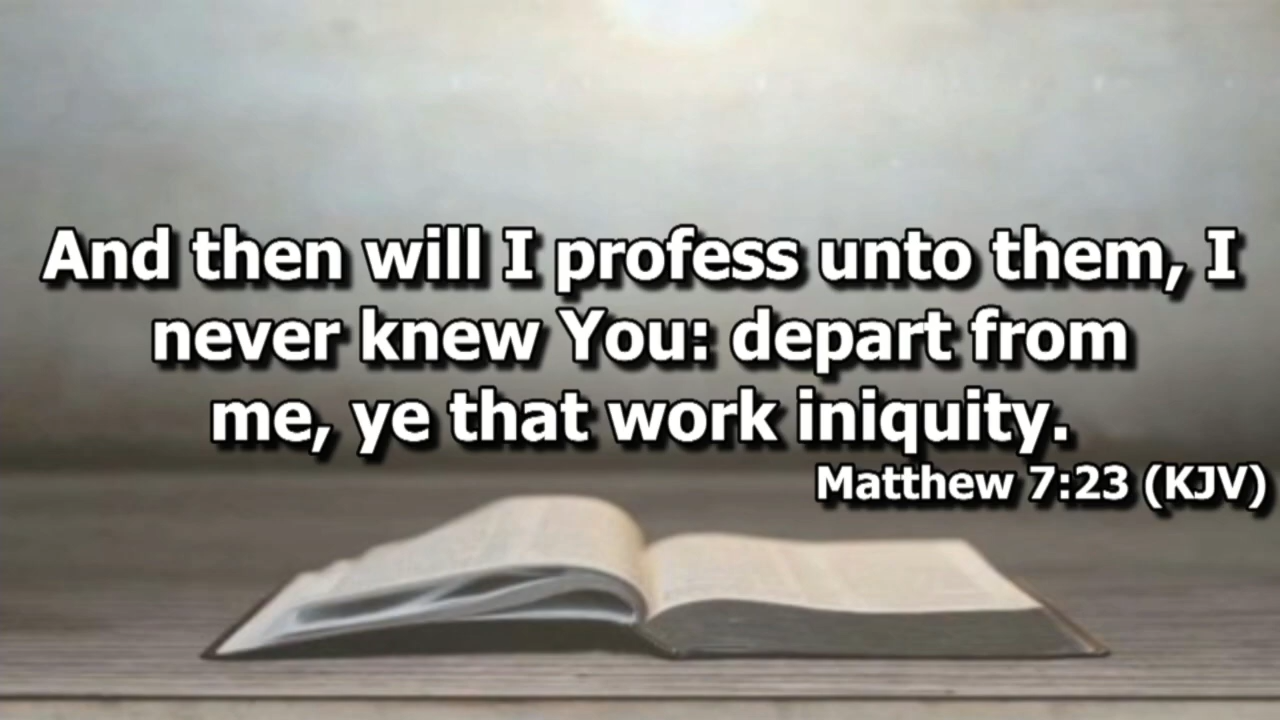 And then will I profess unto them, I
never knew You: depart from
me, ye that work iniquity.
Matthew 7:23 (KJV)